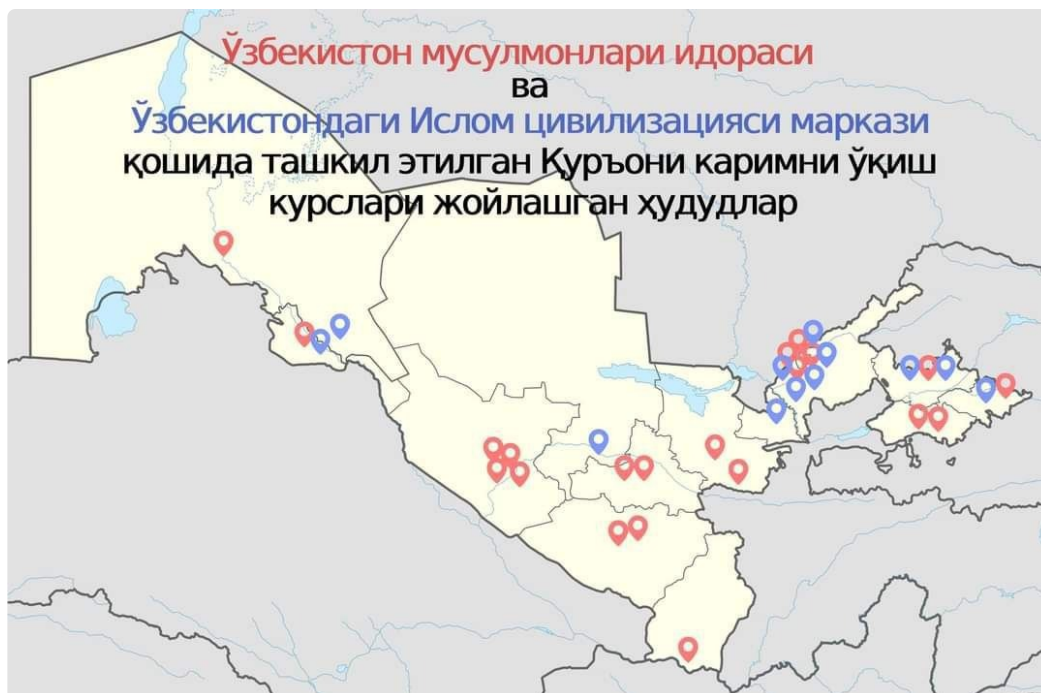 Ўзбекистон мусулмонлари идораси
ва
Ўзбекистондаги Ислом цивилизацияси маркази
қошида ташкил этилган Қуръони каримни ўқиш
курслари жойлашган ҳудудлар